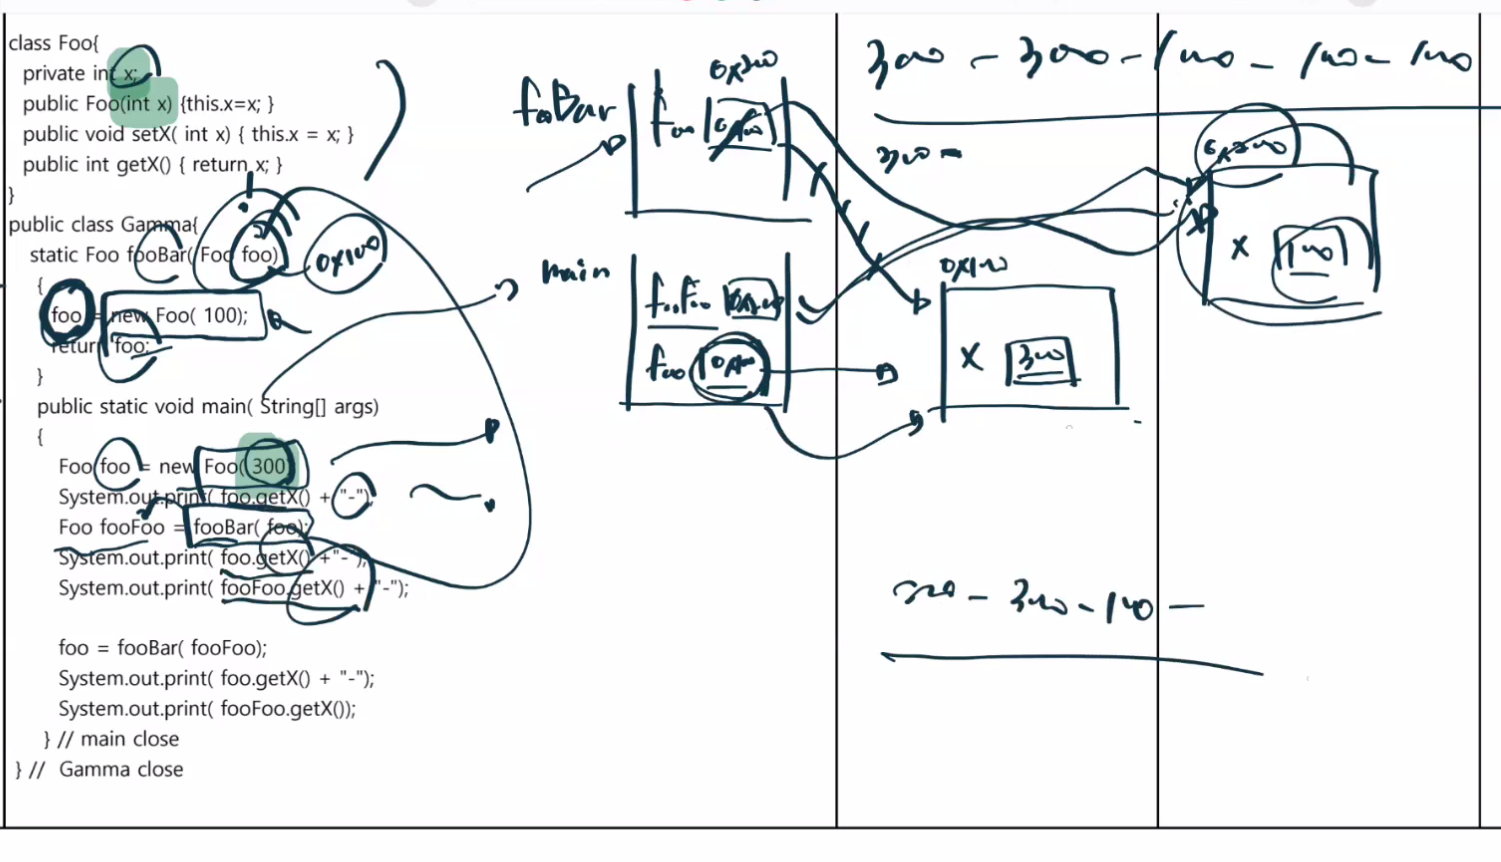 class Foo{
private int x;
public Foo(int x) {this.x=x; }
public void setX( int x) { this.x = x; }
public int getX() { return x; }
}
public class Gamma{
static Foo fooBar( Foo foo)
{
foo = new Foo( 100);
return foo;
}
public static void main( String[] args)
{
Foo foo = new Foo(300)
System.out.print( foo.getX() + "-");
Foo fooFoo = fooBar( foo);
System.out.print( foo.getX() + "-");
System.out.print( fooFoo.getX() + "-");
foo = fooBar( fooFoo);
System.out.print( foo.getX() + "-");
System.out.print( fooFoo.getX());
} // main close
} // Gamma close
0x100
fooBar
foo
0x200
main
fooFoo
foo
0x100
x 300
300 - 300 - 100 - 100 - 100
300 -
0x200
x 100
300 - 300 - 100 -